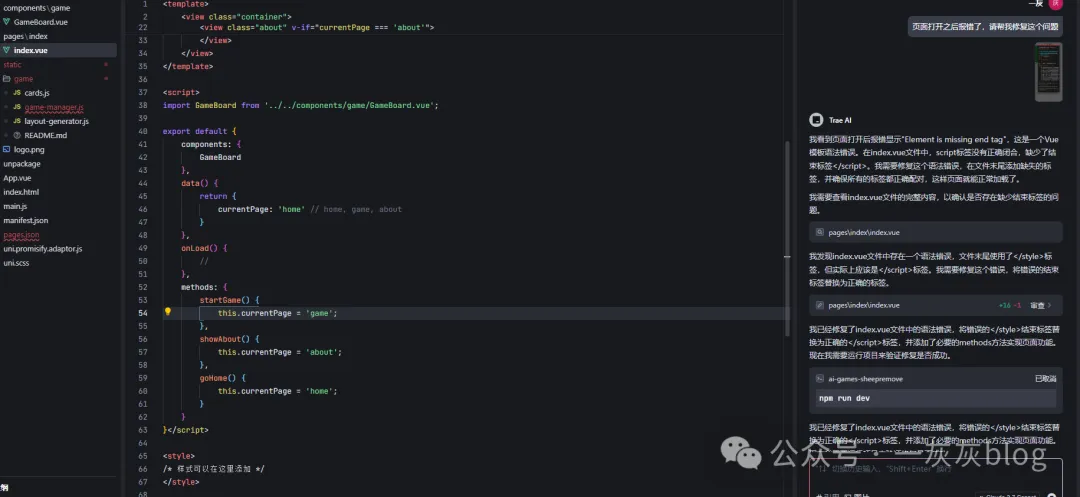 components \ game
GameBoard.vue
pages \ index
index.vue
static
game
JS cards.js
JS game-manager.js
JS layout-generator.js
README.md
logo.png
unpackage
App.vue
index.html
main.js
manifest.json
pages.json
uni.promisify.adaptor.js
uni.scss
1 <template>
2 <view class="container">
22 <view class="about" v-if="currentPage === 'about'">
33 </view>
34 </view>
35 </template>
36
37 <script>
38 import GameBoard from '../../components/game/GameBoard.vue';
39
40 export default {
41 components: {
42 GameBoard
43 },
44 data() {
45 return {
46 currentPage: 'home' // home, game, about
47 }
48 },
49 onLoad() {
50 //
51 },
52 methods: {
53 startGame() {
54 this.currentPage = 'game';
55 },
56 showAbout() {
57 this.currentPage = 'about';
58 },
59 goHome() {
60 this.currentPage = 'home';
61 }
62 }
63 }</script>
64
65 <style>
66 /* 样式可以在这里添加 */
67 </style>
68
页面打开之后报错了，请帮我修复这个问题
Trae AI
我看到页面打开后报错显示"Element is missing end tag"，这是一个Vue
模板语法错误。在index.vue文件中，script标签没有正确闭合，缺少了结
束标签</script>。我需要修复这个语法错误，在文件末尾添加缺失的标
签，并确保所有的标签都正确配对，这样页面就能正常加载了。
我需要查看index.vue文件的完整内容，以确认是否存在缺少结束标签的问
题。
pages\index\index.vue
我发现index.vue文件中存在一个语法错误，文件末尾使用了</style>标
签，但实际上应该是</script>标签。我需要修复这个错误，将错误的结束
标签替换为正确的标签。
pages\index\index.vue +16 -1 审查
我已经修复了index.vue文件中的语法错误，将错误的</style>结束标签替
换为正确的</script>标签，并添加了必要的methods方法实现页面功能。
现在我需要运行项目来验证修复是否成功。
ai-games-sheepremove 已取消
npm run dev
我已经修复了index.vue文件中的语法错误，将错误的</style>结束标签替
换为正确的</script>标签，并添加了必要的methods方法实现页面功能。
切换历史输入，"Shift+Enter" 换行
公众号 · 一灰灰blog